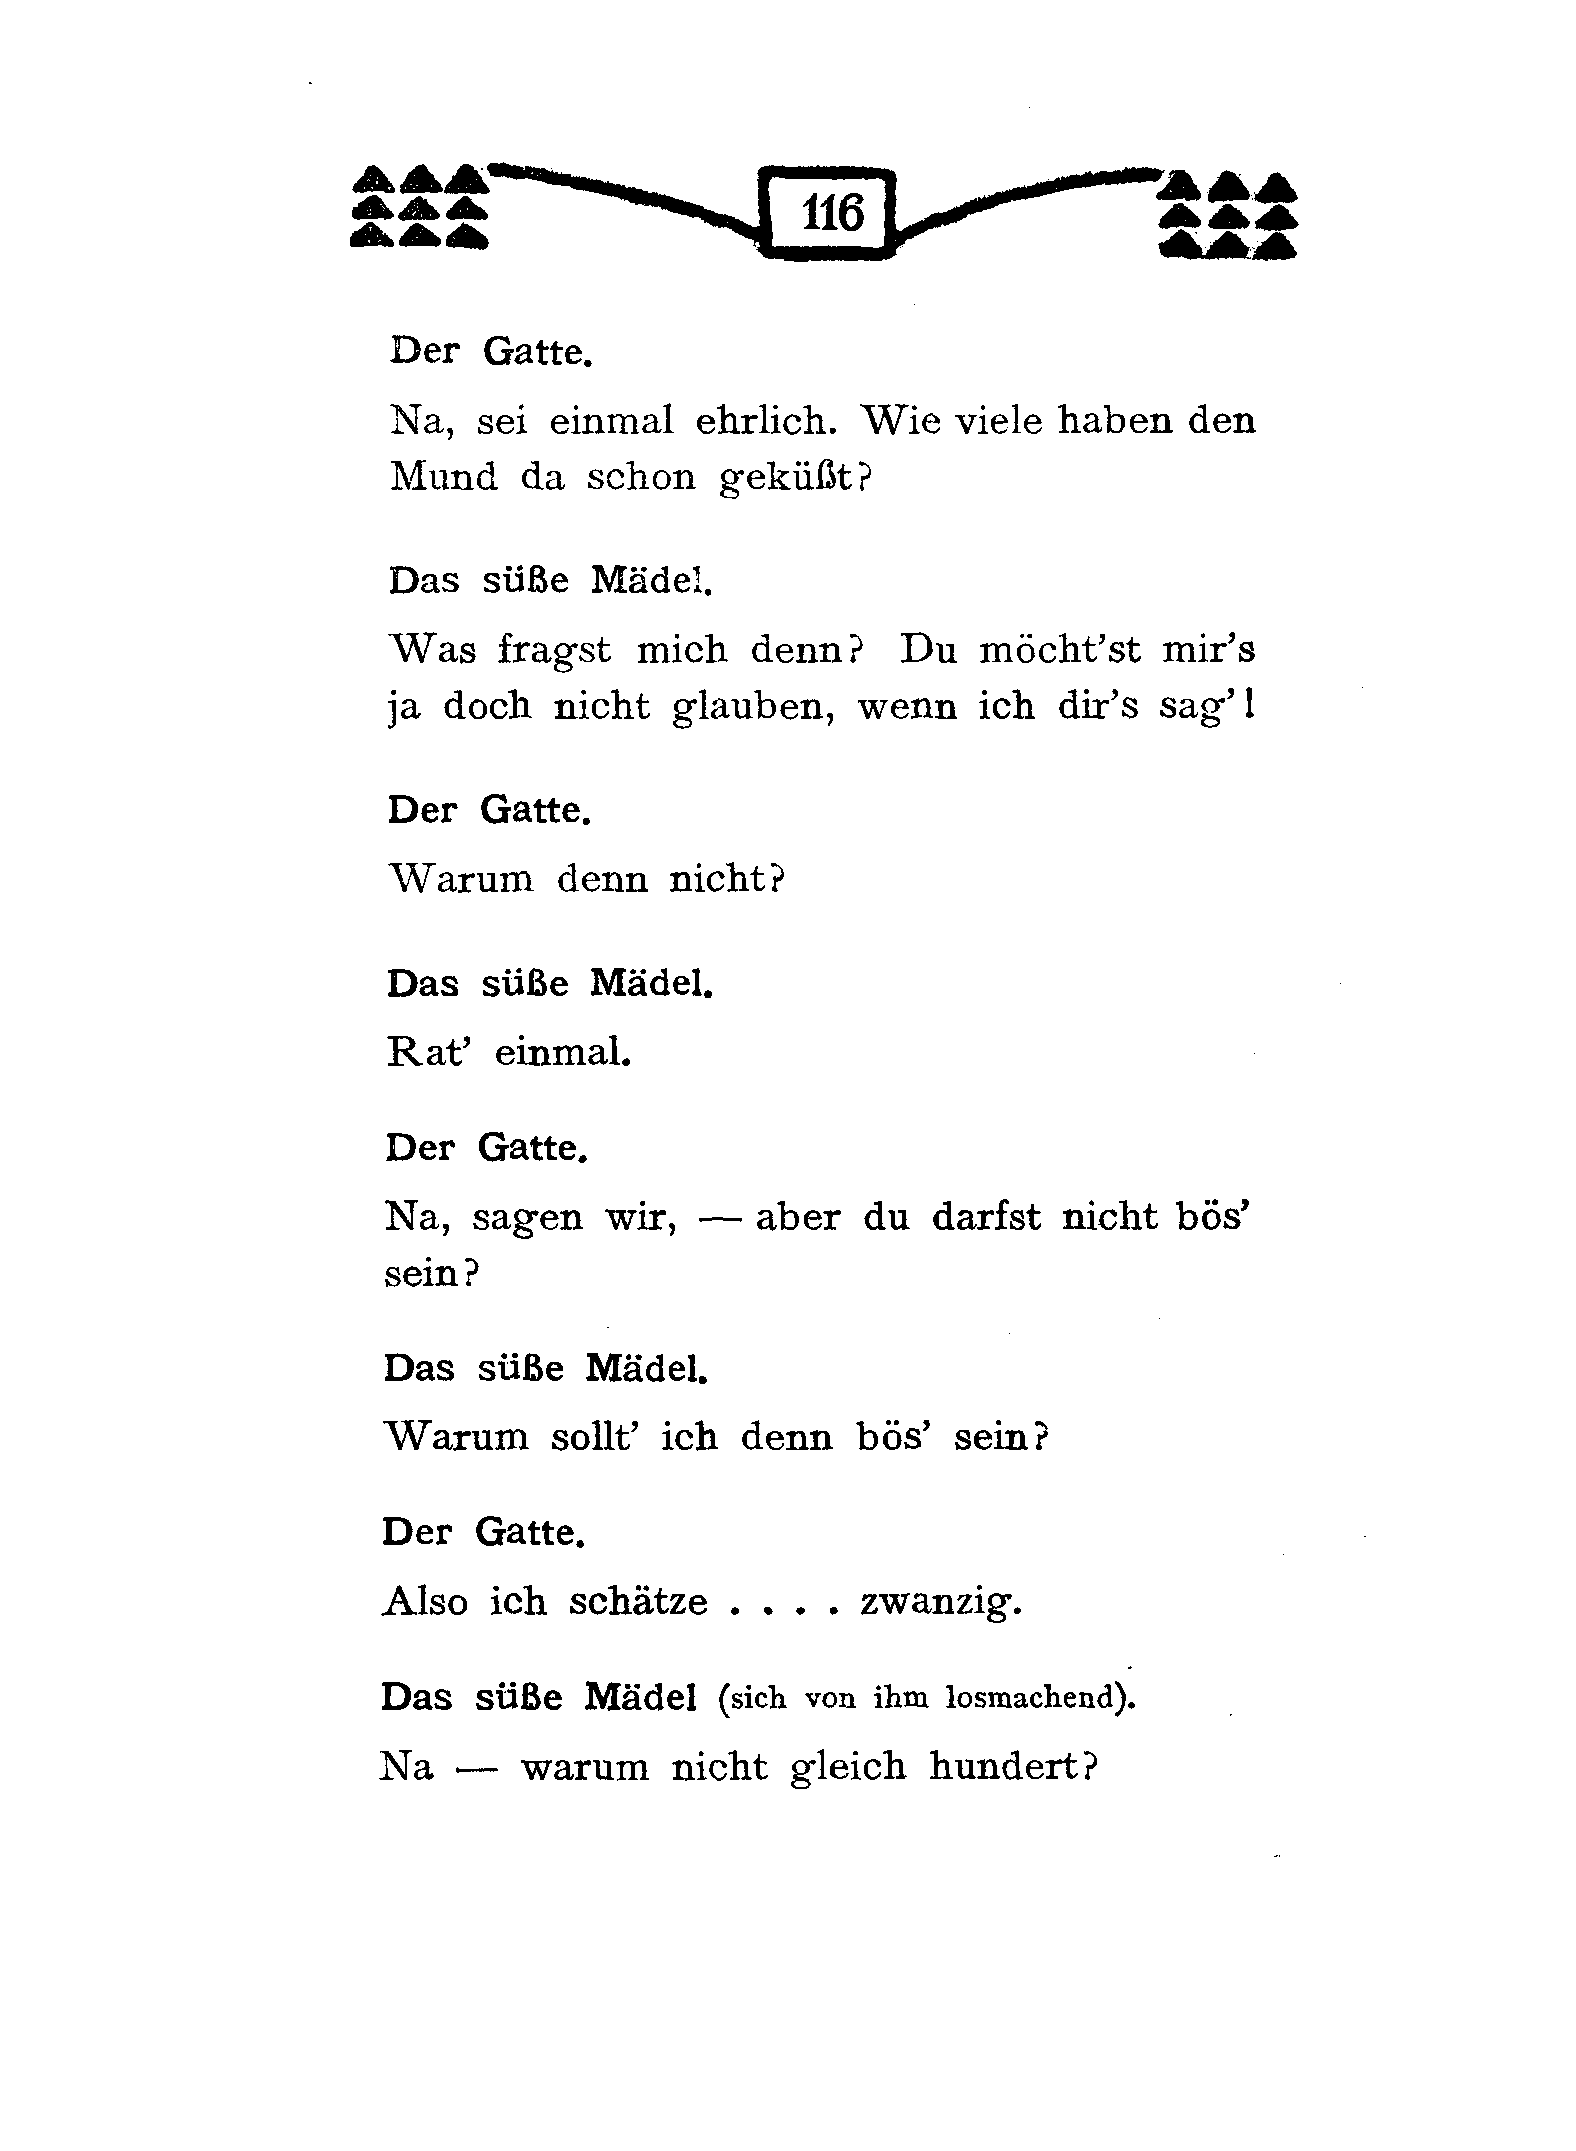 116
Der Gatte.
Na, sei einmal ehrlich. Wie viele haben den
Mund da schon geküßt?
Das süße Mädel.
Was fragst mich denn? Du möcht’st mir’s
ja doch nicht glauben, wenn ich dir’s sag’!
Der Gatte.
Warum denn nicht?
Das süße Mädel.
Rat’ einmal.
Der Gatte.
Na, sagen wir, — aber du darfst nicht bös’
sein?
Das süße Mädel.
Warum sollt’ ich denn bös’ sein?
Der Gatte.
Also ich schätze . . . . zwanzig.
Das süße Mädel (sich von ihm losmachend).
Na — warum nicht gleich hundert?